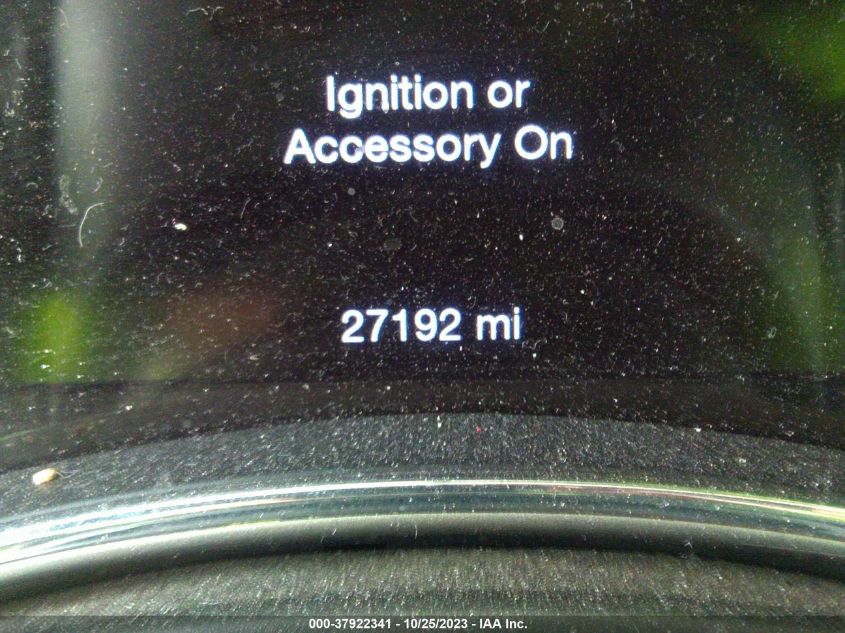 Ignition or
Accessory On
27192 mi
000-37922341 - 10/25/2023 - IAA Inc.